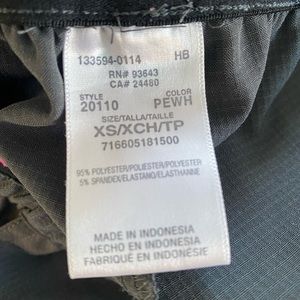 133594-0114 HB
RN# 93643
CA# 24480
STYLE COLOR
20110 PEWH
SIZE/TALLA/TAILLE
XS/XCH/TP
716605181500
95% POLYESTER/POLIESTER/POLYESTER
5% SPANDEX/ELASTANO/ELASTHANNE
MADE IN INDONESIA
HECHO EN INDONESIA
FABRIQUÉ EN INDONÉSIE